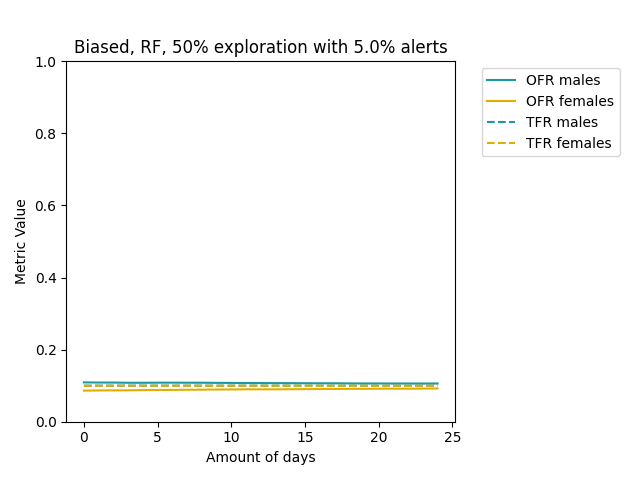 Biased, RF, 50% exploration with 5.0% alerts
OFR males
OFR females
TFR males
TFR females
Metric Value
1.0
0.8
0.6
0.4
0.2
0.0
0 5 10 15 20 25
Amount of days